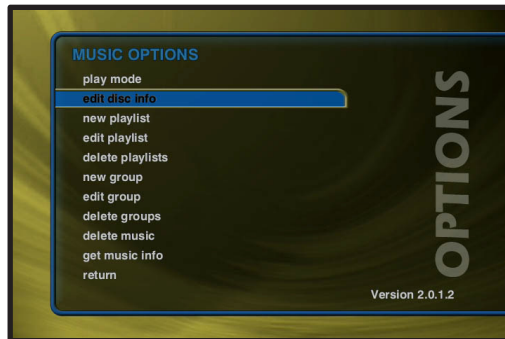 MUSIC OPTIONS
play mode
edit disc info
new playlist
edit playlist
delete playlists
new group
edit group
delete groups
delete music
get music info
return
OPTIONS
Version 2.0.1.2